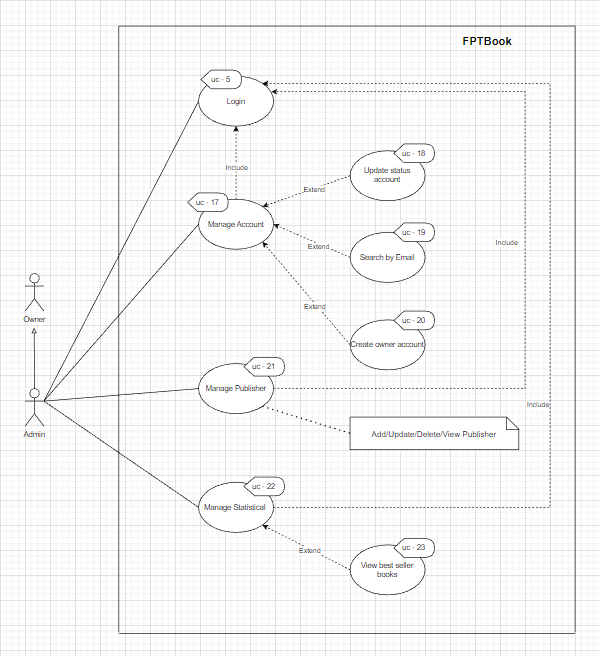 FPTBook
uc - 5
Login
Include
uc - 18
Update status
account
Extend
uc - 17
Manage Account
uc - 19
Search by Email
Extend
Include
Owner
uc - 20
Create owner account
Extend
uc - 21
Manage Publisher
Admin
Include
Add/Update/Delete/View Publisher
uc - 22
Manage Statistical
Extend
uc - 23
View best seller
books